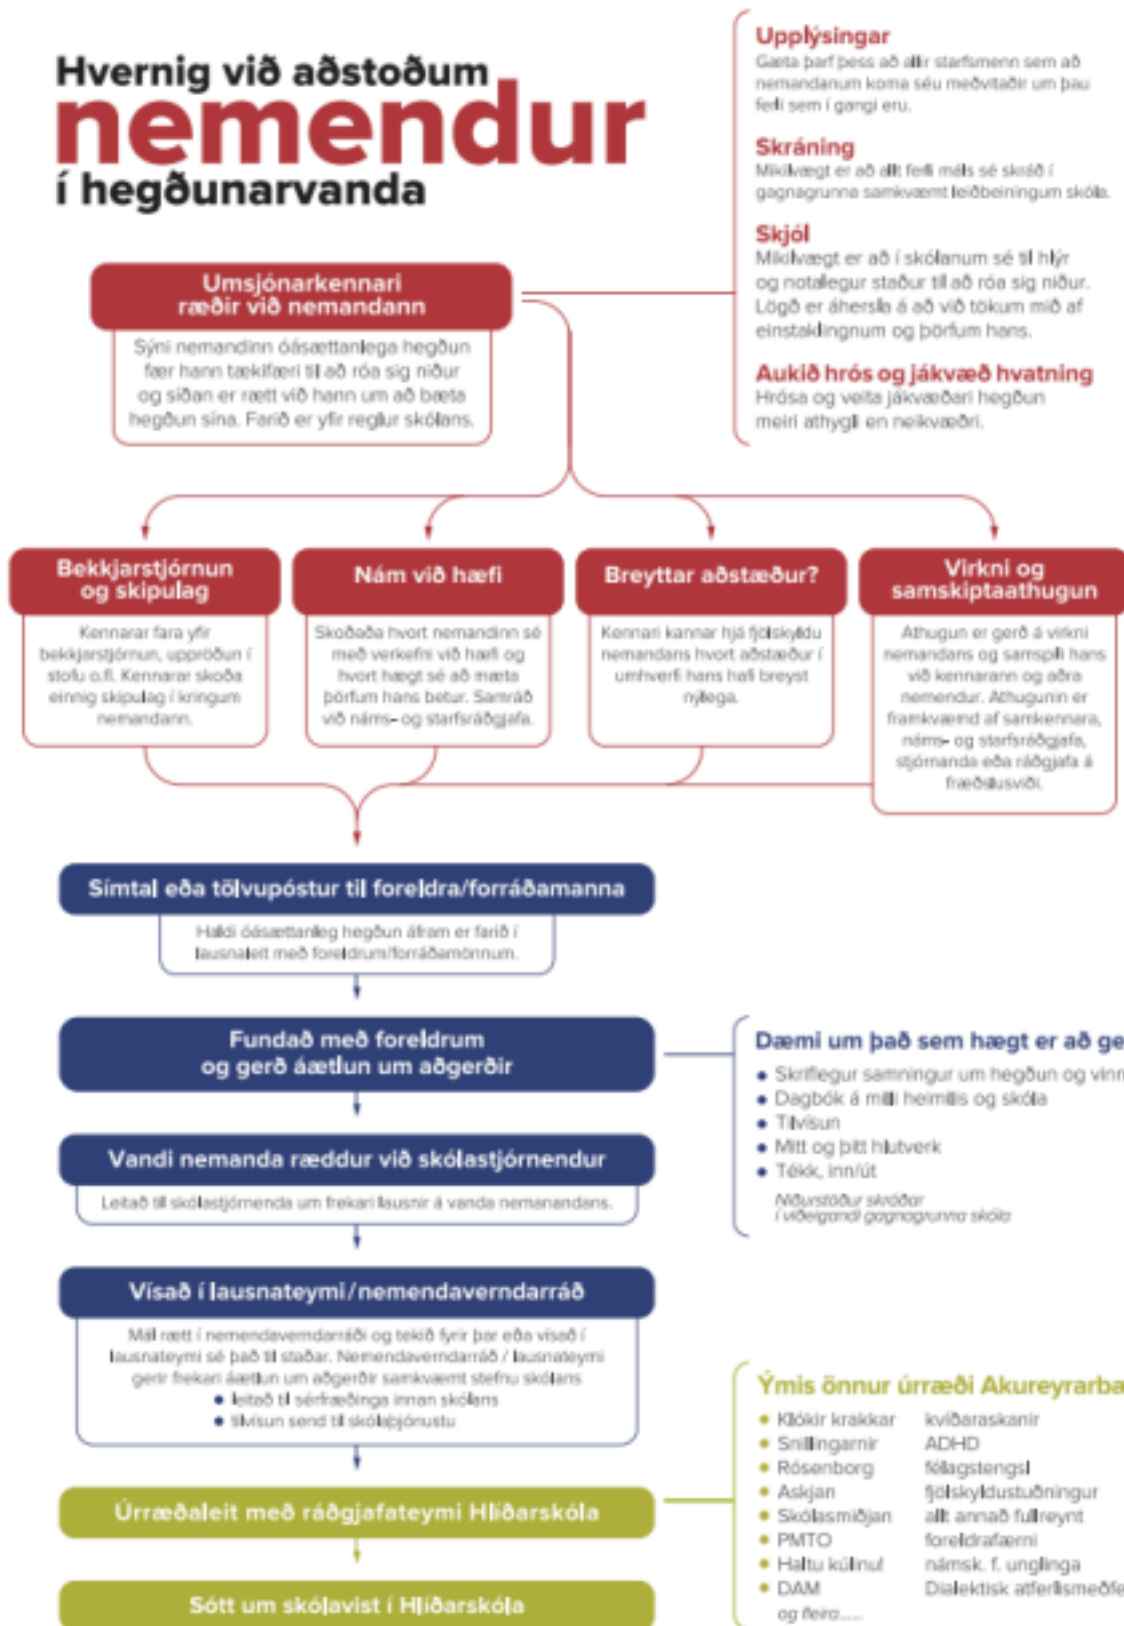 Hvernig við aðstoðum
nemendur
í hegðunarvanda
Upplýsingar
Gæta þarf þess að allir starfsmenn sem að
nemandanum koma séu meðvitaðir um þau
ferli sem í gangi eru.
Skráning
Mikilvægt er að allt ferli máls sé skráð í
gagnagrunna samkvæmt leiðbeiningum skóla.
Skjól
Mikilvægt er að í skólanum sé til hlýr
og notalegur staður til að róa sig niður.
Lögð er áhersla á að við tökum mið af
einstaklingnum og þörfum hans.
Aukið hrós og jákvæð hvatning
Hrósa og veita jákvæðari hegðun
meiri athygli en neikvæðri.
Umsjónarkennari
ræðir við nemandann
Sýni nemandinn óásættanlega hegðun
fær hann tækifæri til að róa sig niður
og síðan er rætt við hann um að bæta
hegðun sína. Farið er yfir reglur skólans.
Bekkjarstjórnun
og skipulag
Kennarar fara yfir
bekkjarstjórnun, uppröðun í
stofu o.fl. Kennarar skoða
einnig skipulag í kringum
nemandann.
Nám við hæfi
Skoðaða hvort nemandinn sé
með verkefni við hæfi og
hvort hægt sé að mæta
þörfum hans betur. Samráð
við náms- og starfsráðgjafa.
Breyttar aðstæður?
Kennari kannar hjá fjölskyldu
nemandans hvort aðstæður í
umhverfi hans hafi breyst
nýlega.
Virkni og
samskiptaathugun
Athugun er gerð á virkni
nemandans og samspili hans
við kennarann og aðra
nemendur. Athugunin er
framkvæmd af samkennara,
náms- og starfsráðgjafa,
stjórnanda eða ráðgjafa á
fræðslusviði.
Símtal eða tölvupóstur til foreldra/forráðamanna
Haldi óásættanleg hegðun áfram er farið í
lausnaleit með foreldrum/forráðamönnum.
Fundað með foreldrum
og gerð áætlun um aðgerðir
Dæmi um það sem hægt er að ge
• Skriflegur samningur um hegðun og vinn
• Dagbók á milli heimilis og skóla
• Tilvísun
• Mitt og þitt hlutverk
• Tékk, inn/út
Niðurstöður skráðar
í viðeigandi gagnagrunna skóla
Vandi nemanda ræddur við skólastjórnendur
Leitað til skólastjórnenda um frekari lausnir á vanda nemanandans.
Vísað í lausnateymi/nemendaverndarráð
Mál rætt í nemendaverndarráði og tekið fyrir þar eða vísað í
lausnateymi sé það til staðar. Nemendaverndarráð / lausnateymi
gerir frekari áætlun um aðgerðir samkvæmt stefnu skólans
• leitað til sérfræðinga innan skólans
• tilvísun send til skólaþjónustu
Ýmis önnur úrræði Akureyrarba
• Klókir krakkar kvíðaraskanir
• Snillingarnir ADHD
• Rósenborg félagstengsl
• Askjan fjölskyldustuðningur
• Skólasmiðjan allt annað fullreynt
• PMTO foreldrafærni
• Haltu kúlinu! námsk. f. unglinga
• DAM Dialektisk atferlismeðfe
og fleira......
Úrræðaleit með ráðgjafateymi Hlíðarskóla
Sótt um skólavist í Hlíðarskóla